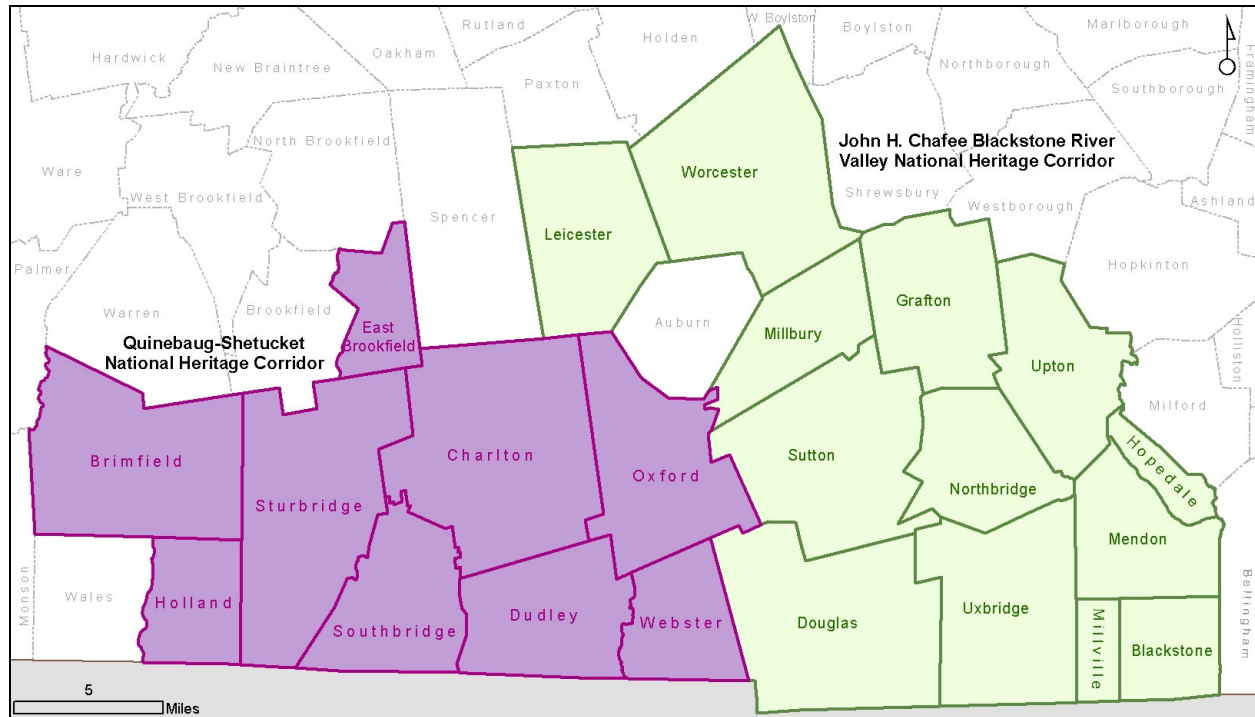 W. Boylston
Rutland
Boylston
Marlborough
Oakham
Holden
Hardwick
New Braintree
Paxton
Northborough
Framingham
Southborough
North Brookfield
John H. Chafee Blackstone River
Valley National Heritage Corridor
Ware
Worcester
West Brookfield
Shrewsbury
Ashland
Westborough
Spencer
Leicester
Palmer
Hopkinton
Grafton
Warren
Brookfield
East
Brookfield
Auburn
Millbury
Holliston
Quinebaug-Shetucket
National Heritage Corridor
Upton
Milford
Brimfield
Charlton
Oxford
Sutton
Hopedale
Northbridge
Sturbridge
Mendon
Monson
Wales
Holland
Southbridge
Dudley
Webster
Douglas
Uxbridge
Millville
Blackstone
Bellingham
5
Miles